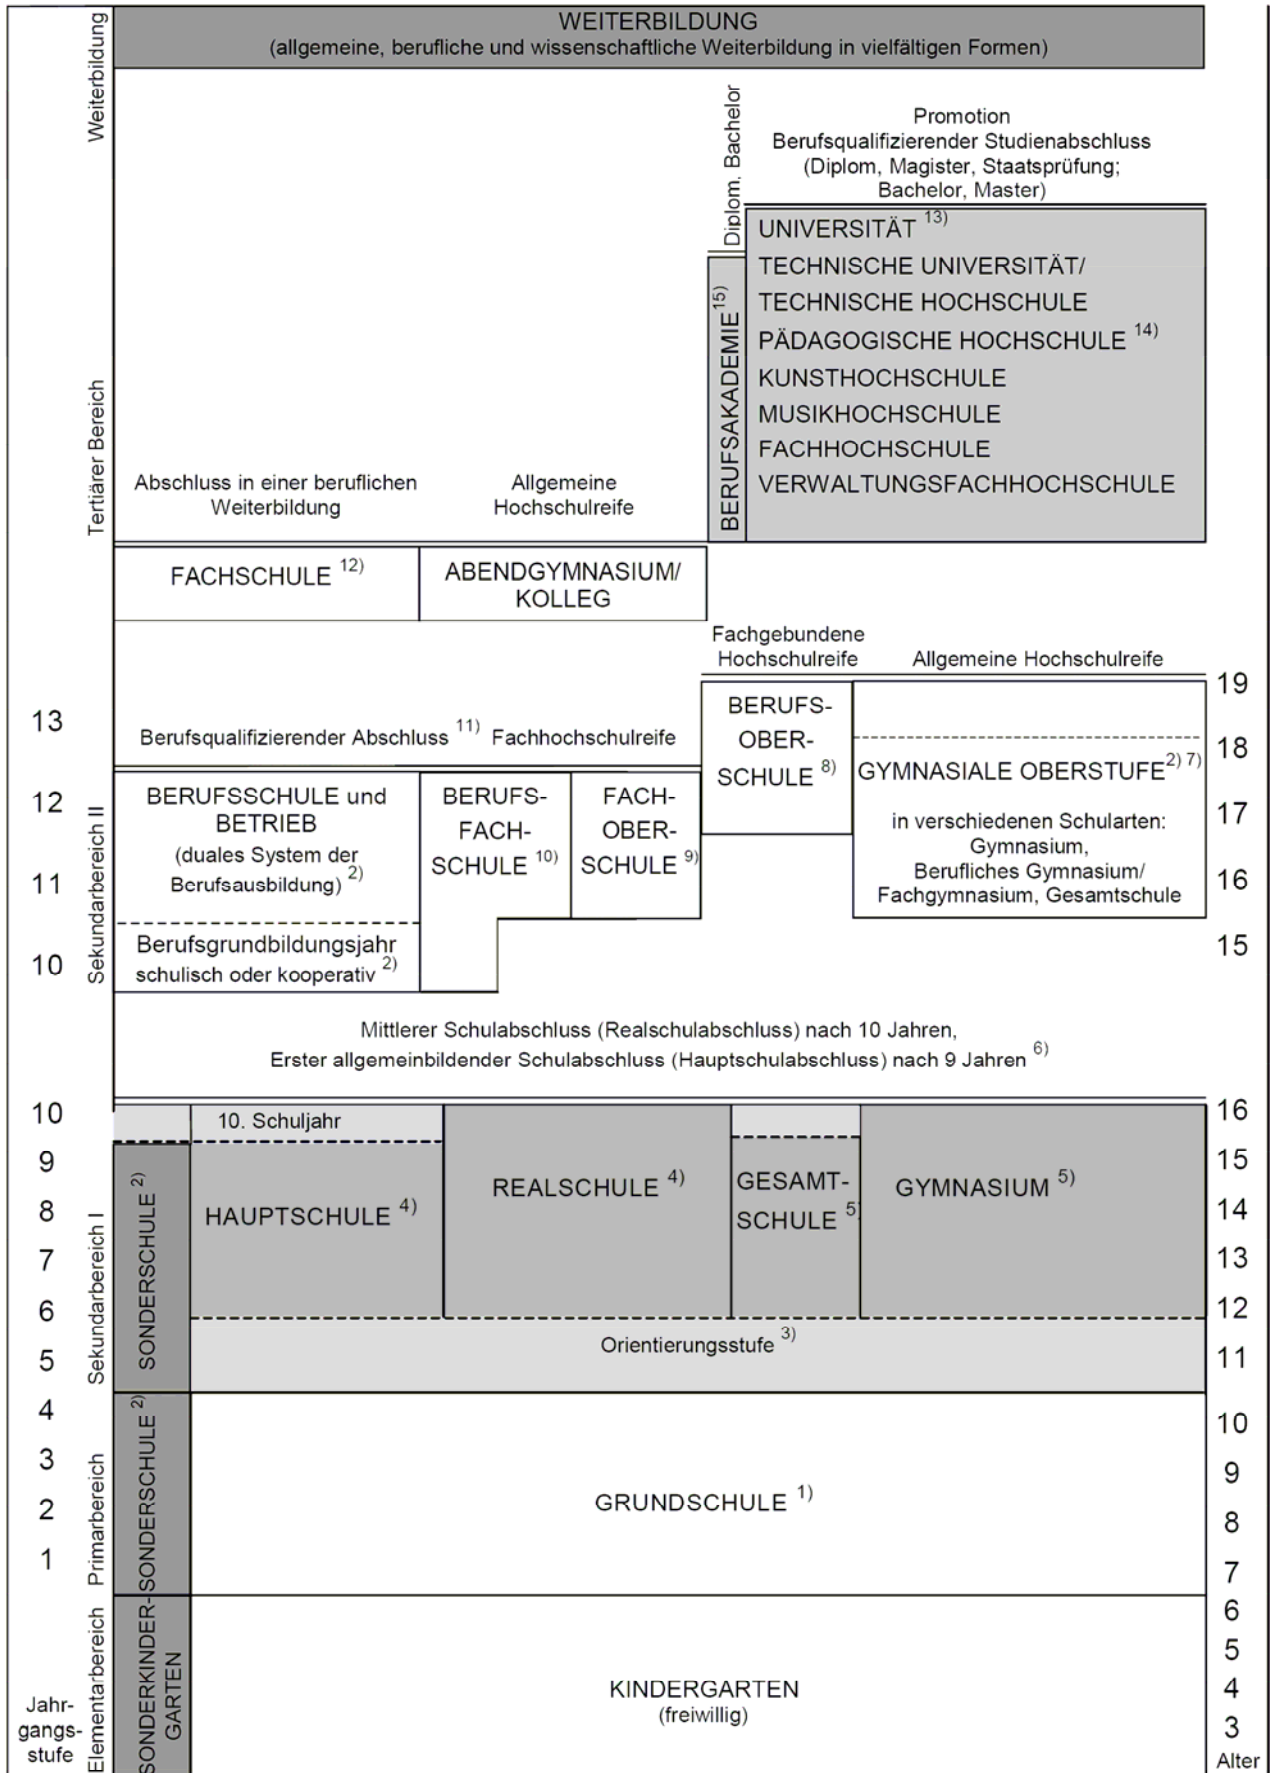 WEITERBILDUNG
(allgemeine, berufliche und wissenschaftliche Weiterbildung in vielfältigen Formen)
Weiterbildung
Diplom, Bachelor
Promotion
Berufsqualifizierender Studienabschluss
(Diplom, Magister, Staatsprüfung;
Bachelor, Master)
Tertiärer Bereich
BERUFSAKADEMIE 15)
UNIVERSITÄT 13)
TECHNISCHE UNIVERSITÄT/
TECHNISCHE HOCHSCHULE
PÄDAGOGISCHE HOCHSCHULE 14)
KUNSTHOCHSCHULE
MUSIKHOCHSCHULE
FACHHOCHSCHULE
VERWALTUNGSFACHHOCHSCHULE
Abschluss in einer beruflichen
Weiterbildung
Allgemeine
Hochschulreife
FACHSCHULE 12)
ABENDGYMNASIUM/
KOLLEG
Fachgebundene
Hochschulreife
Allgemeine Hochschulreife
13
12
11
10
Sekundarbereich II
Berufsqualifizierender Abschluss 11)
Fachhochschulreife
BERUFSSCHULE und
BETRIEB
(duales System der
Berufsausbildung) 2)
Berufsgrundbildungsjahr
schulisch oder kooperativ 2)
BERUFS-
FACH-
SCHULE 10)
FACH-
OBER-
SCHULE 9)
BERUFS-
OBER-
SCHULE 8)
GYMNASIALE OBERSTUFE 2) 7)
in verschiedenen Schularten:
Gymnasium,
Berufliches Gymnasium/
Fachgymnasium, Gesamtschule
19
18
17
16
15
Mittlerer Schulabschluss (Realschulabschluss) nach 10 Jahren,
Erster allgemeinbildender Schulabschluss (Hauptschulabschluss) nach 9 Jahren 6)
10
9
8
7
6
5
Sekundarbereich I
SONDERSCHULE 2)
10. Schuljahr
HAUPTSCHULE 4)
REALSCHULE 4)
GESAMT-
SCHULE 5)
GYMNASIUM 5)
Orientierungsstufe 3)
16
15
14
13
12
11
4
3
2
1
Primarbereich
SONDERSCHULE 2)
GRUNDSCHULE 1)
10
9
8
7
Jahr-
gangs-
stufe
Elementarbereich
SONDERKINDER-
GARTEN
KINDERGARTEN
(freiwillig)
6
5
4
3
Alter